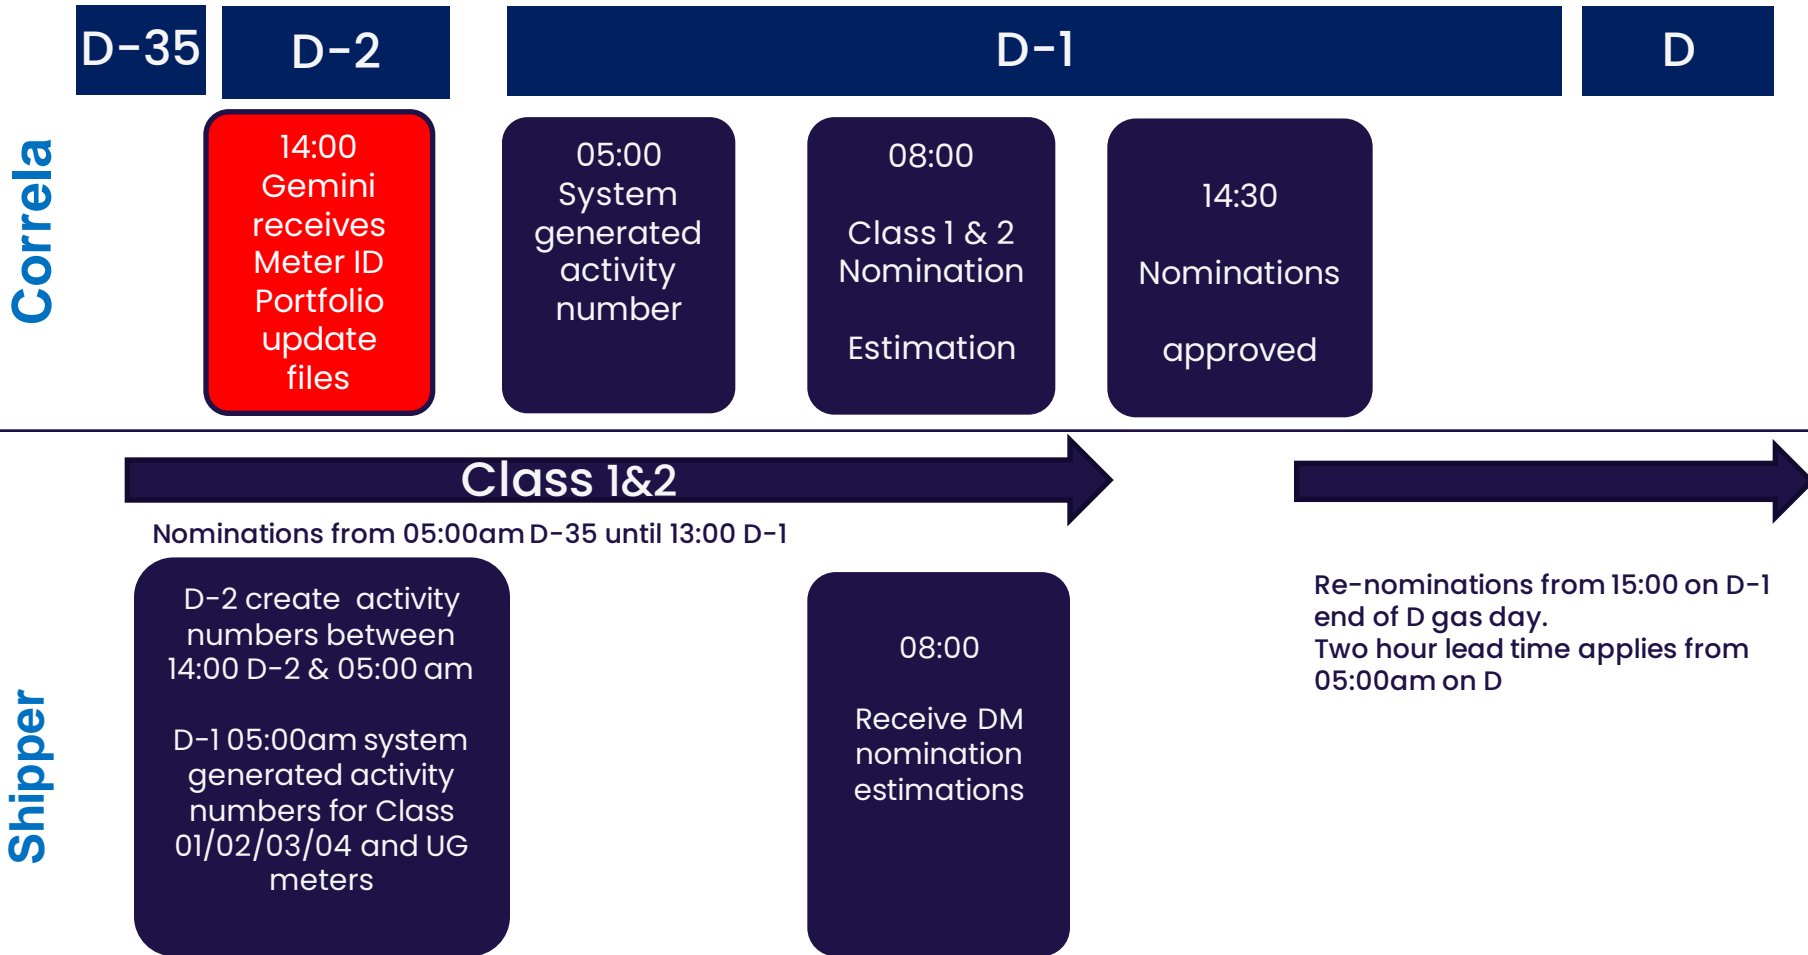 D-35
D-2
D-1
D
Correla
14:00
Gemini
receives
Meter ID
Portfolio
update
files
05:00
System
generated
activity
number
08:00
Class 1 & 2
Nomination
Estimation
14:30
Nominations
approved
Class 1&2
Nominations from 05:00am D-35 until 13:00 D-1
Shipper
D-2 create activity
numbers between
14:00 D-2 & 05:00 am
D-1 05:00am system
generated activity
numbers for Class
01/02/03/04 and UG
meters
08:00
Receive DM
nomination
estimations
Re-nominations from 15:00 on D-1
end of D gas day.
Two hour lead time applies from
05:00am on D